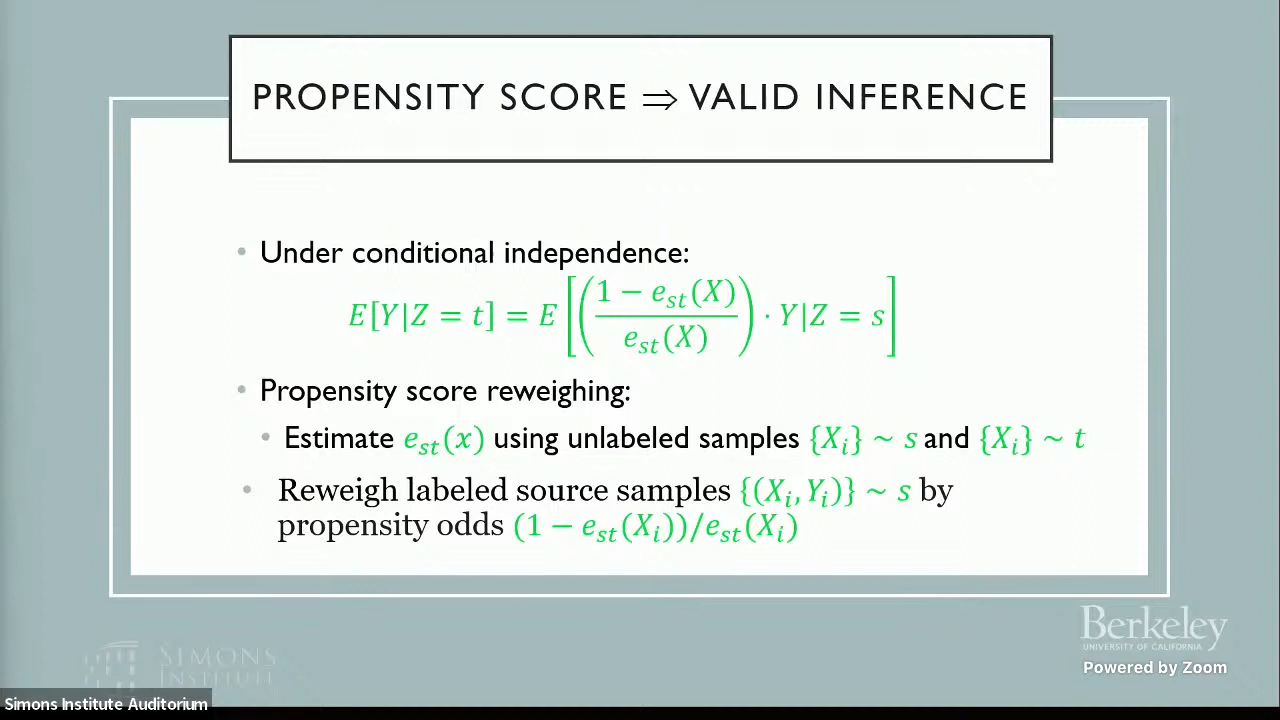 PROPENSITY SCORE ⇒ VALID INFERENCE
• Under conditional independence:
E[Y|Z = t] = E[((1 − e_st(X))/(e_st(X))) · Y|Z = s]
• Propensity score reweighing:
• Estimate e_st(x) using unlabeled samples {X_i} ~ s and {X_i} ~ t
• Reweigh labeled source samples {(X_i, Y_i)} ~ s by
propensity odds (1 − e_st(X_i))/e_st(X_i)
Berkeley
UNIVERSITY OF CALIFORNIA
Powered by Zoom
SIMONS
INSTITUTE
Simons Institute Auditorium